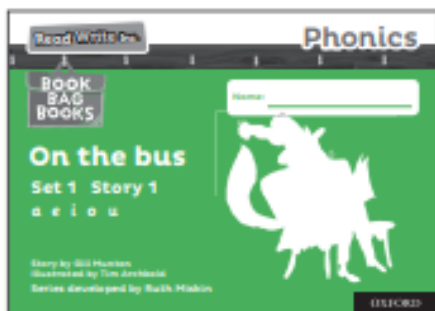 Read Write Inc.
Phonics
BOOK
BAG
BOOKS
Name:
On the bus
Set 1 Story 1
a e i o u
Story by Gill Munton
Illustrated by Tim Archbold
Series developed by Ruth Miskin
OXFORD